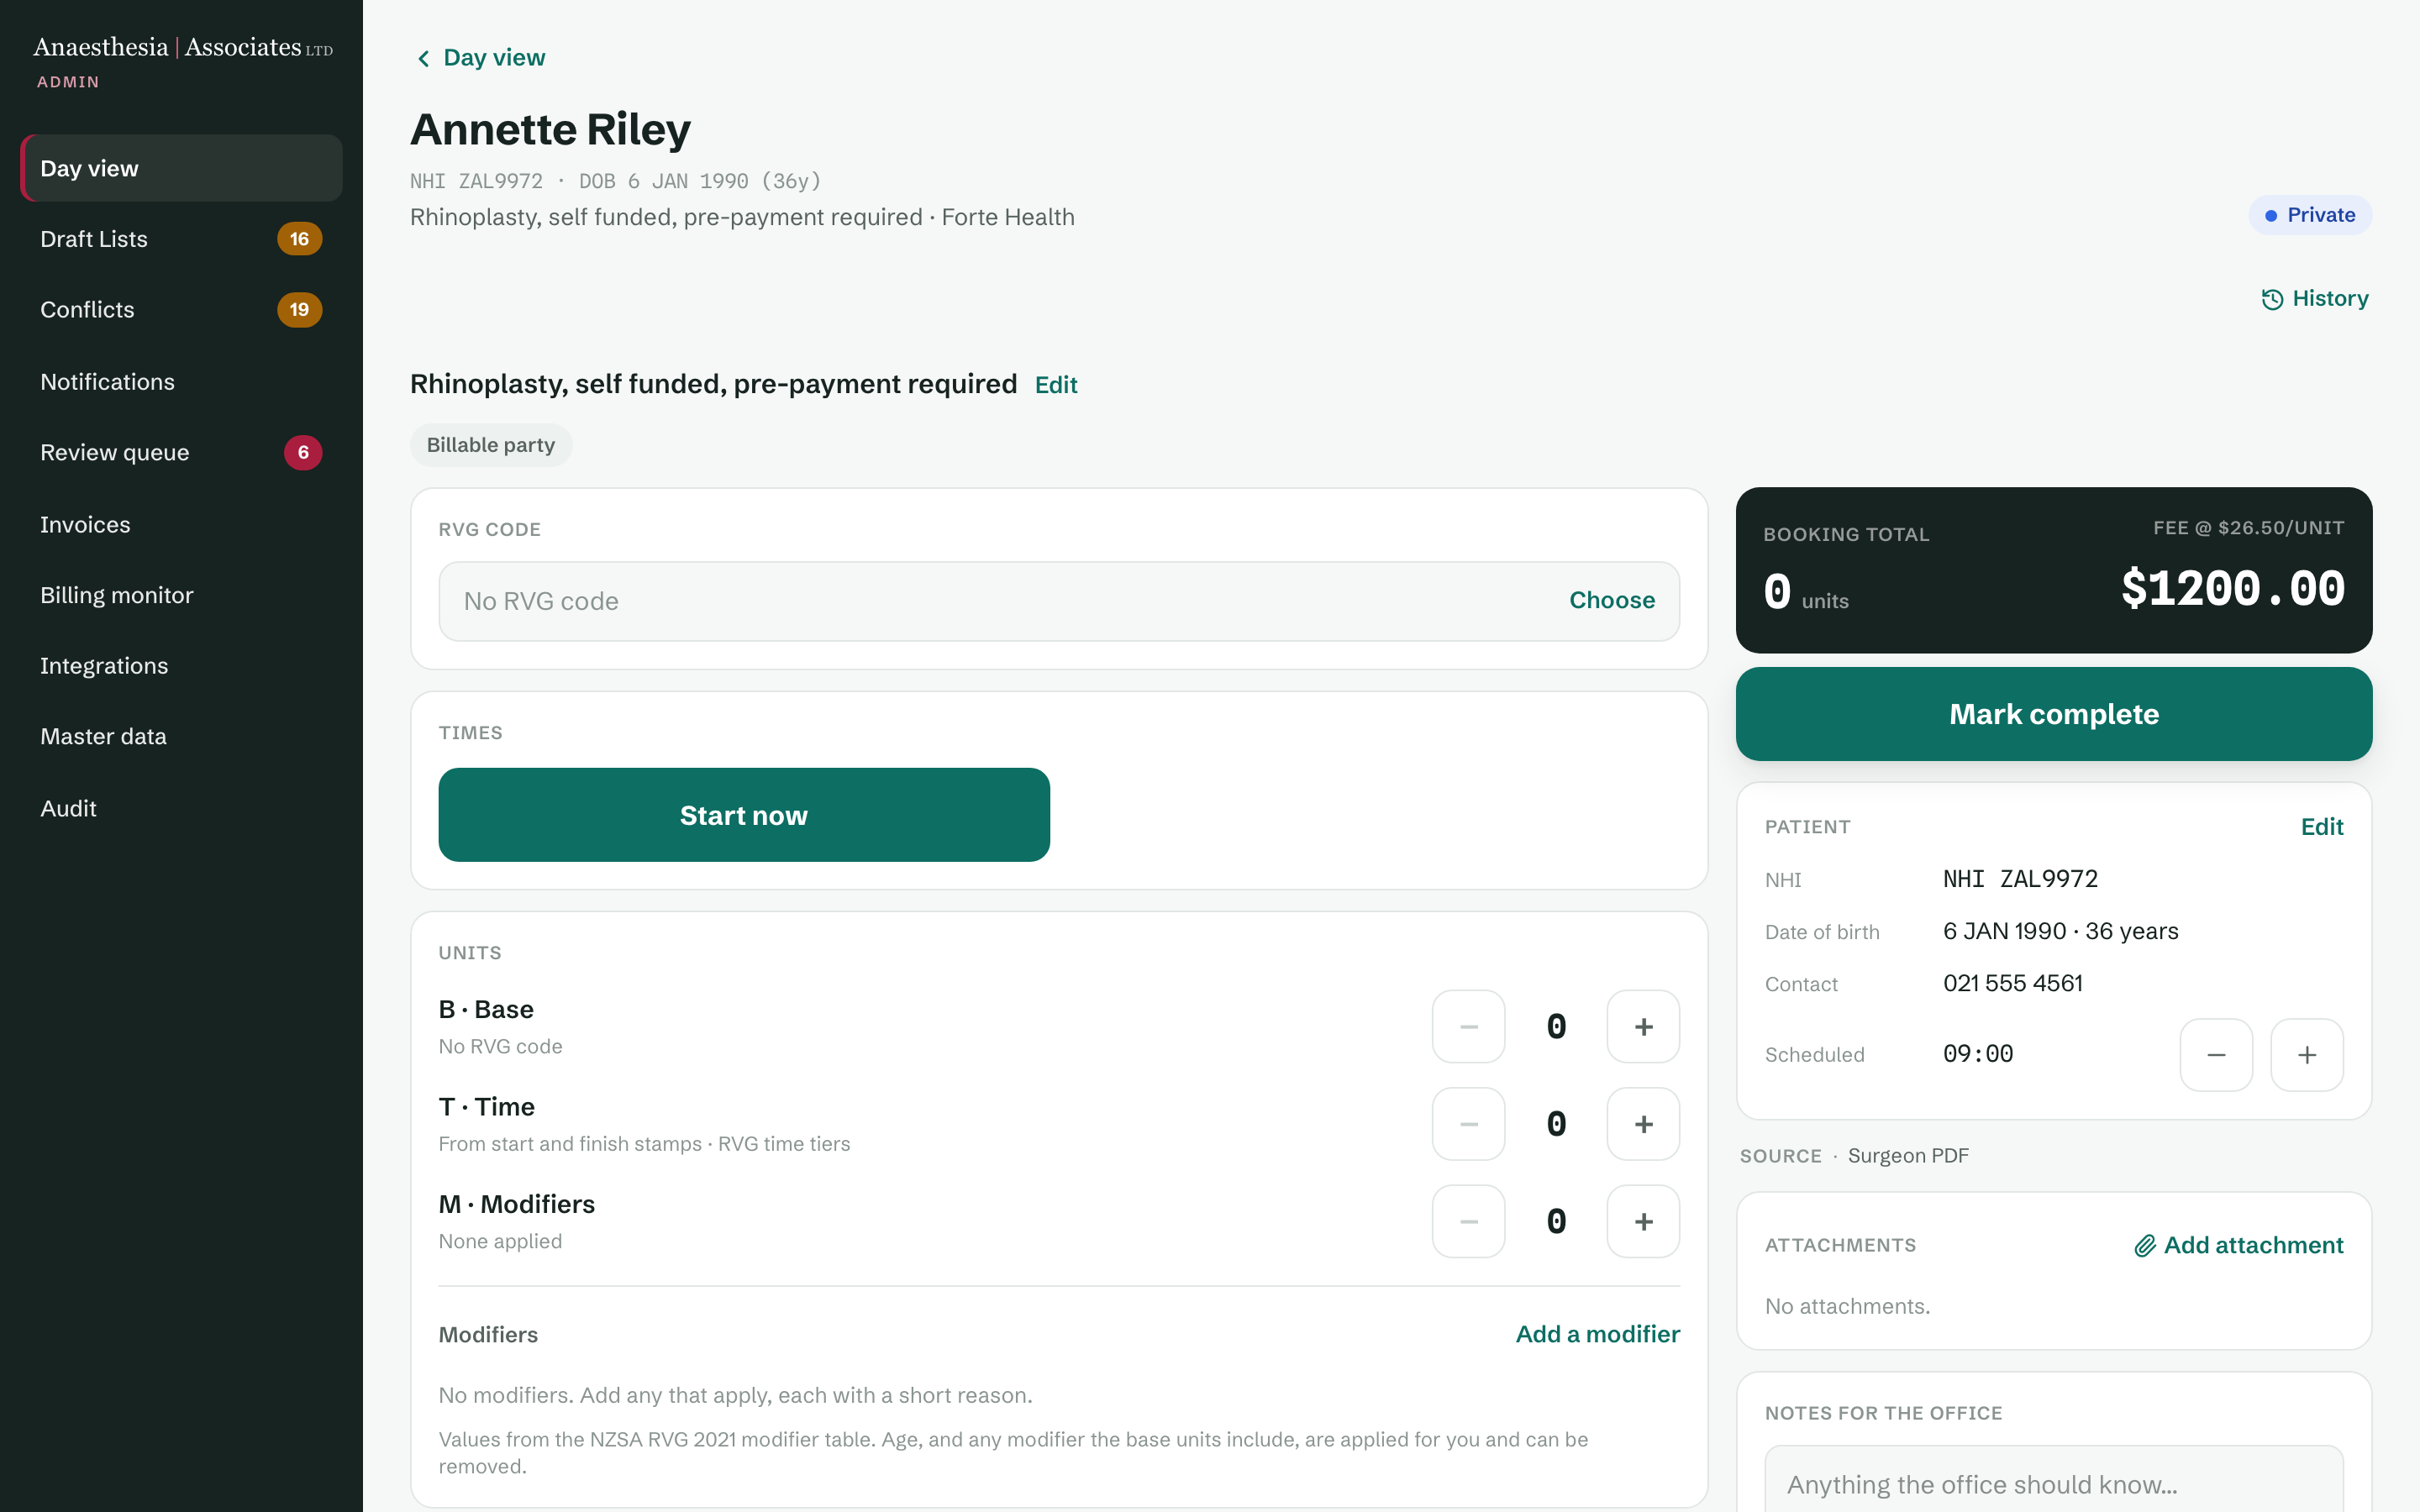 Anaesthesia | Associates LTD
ADMIN
Day view
Draft Lists 16
Conflicts 19
Notifications
Review queue 6
Invoices
Billing monitor
Integrations
Master data
Audit
Day view
Annette Riley
NHI ZAL9972 · DOB 6 JAN 1990 (36y)
Rhinoplasty, self funded, pre-payment required · Forte Health
Private
History
Rhinoplasty, self funded, pre-payment required Edit
Billable party
RVG CODE
No RVG code Choose
TIMES
Start now
UNITS
B · Base
No RVG code
− 0 +
T · Time
From start and finish stamps · RVG time tiers
− 0 +
M · Modifiers
None applied
− 0 +
Modifiers Add a modifier
No modifiers. Add any that apply, each with a short reason.
Values from the NZSA RVG 2021 modifier table. Age, and any modifier the base units include, are applied for you and can be
removed.
BOOKING TOTAL FEE @ $26.50/UNIT
0 units $1200.00
Mark complete
PATIENT Edit
NHI NHI ZAL9972
Date of birth 6 JAN 1990 · 36 years
Contact 021 555 4561
Scheduled 09:00 − +
SOURCE · Surgeon PDF
ATTACHMENTS Add attachment
No attachments.
NOTES FOR THE OFFICE
Anything the office should know...